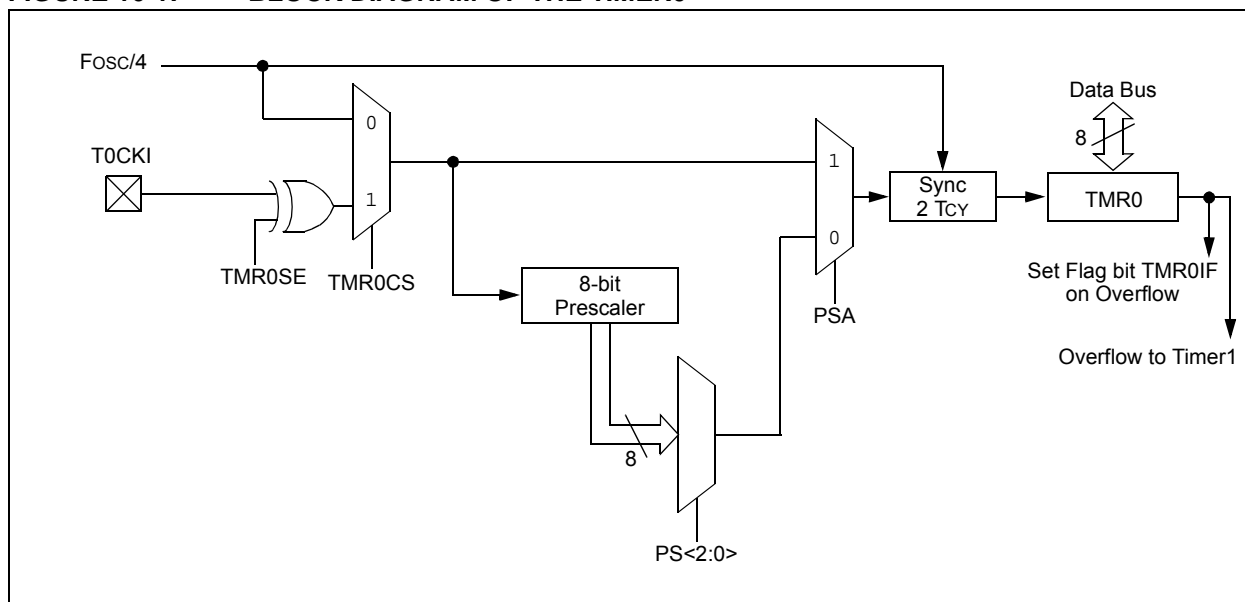 FOSC/4
Data Bus
8
T0CKI
0
1
1
0
Sync
2 TCY
TMR0
TMR0SE
TMR0CS
8-bit
Prescaler
PSA
Set Flag bit TMR0IF
on Overflow
Overflow to Timer1
8
PS<2:0>